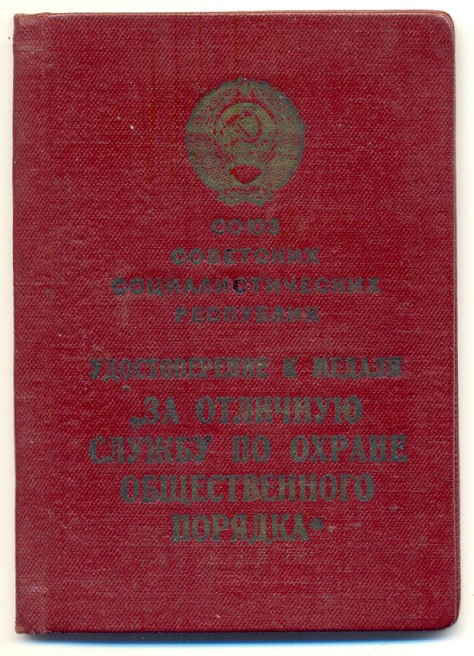 СОЮЗ
СОВЕТСКИХ
СОЦИАЛИСТИЧЕСКИХ
РЕСПУБЛИК
УДОСТОВЕРЕНИЕ К МЕДАЛИ
„ЗА ОТЛИЧНУЮ
СЛУЖБУ ПО ОХРАНЕ
ОБЩЕСТВЕННОГО
ПОРЯДКА“